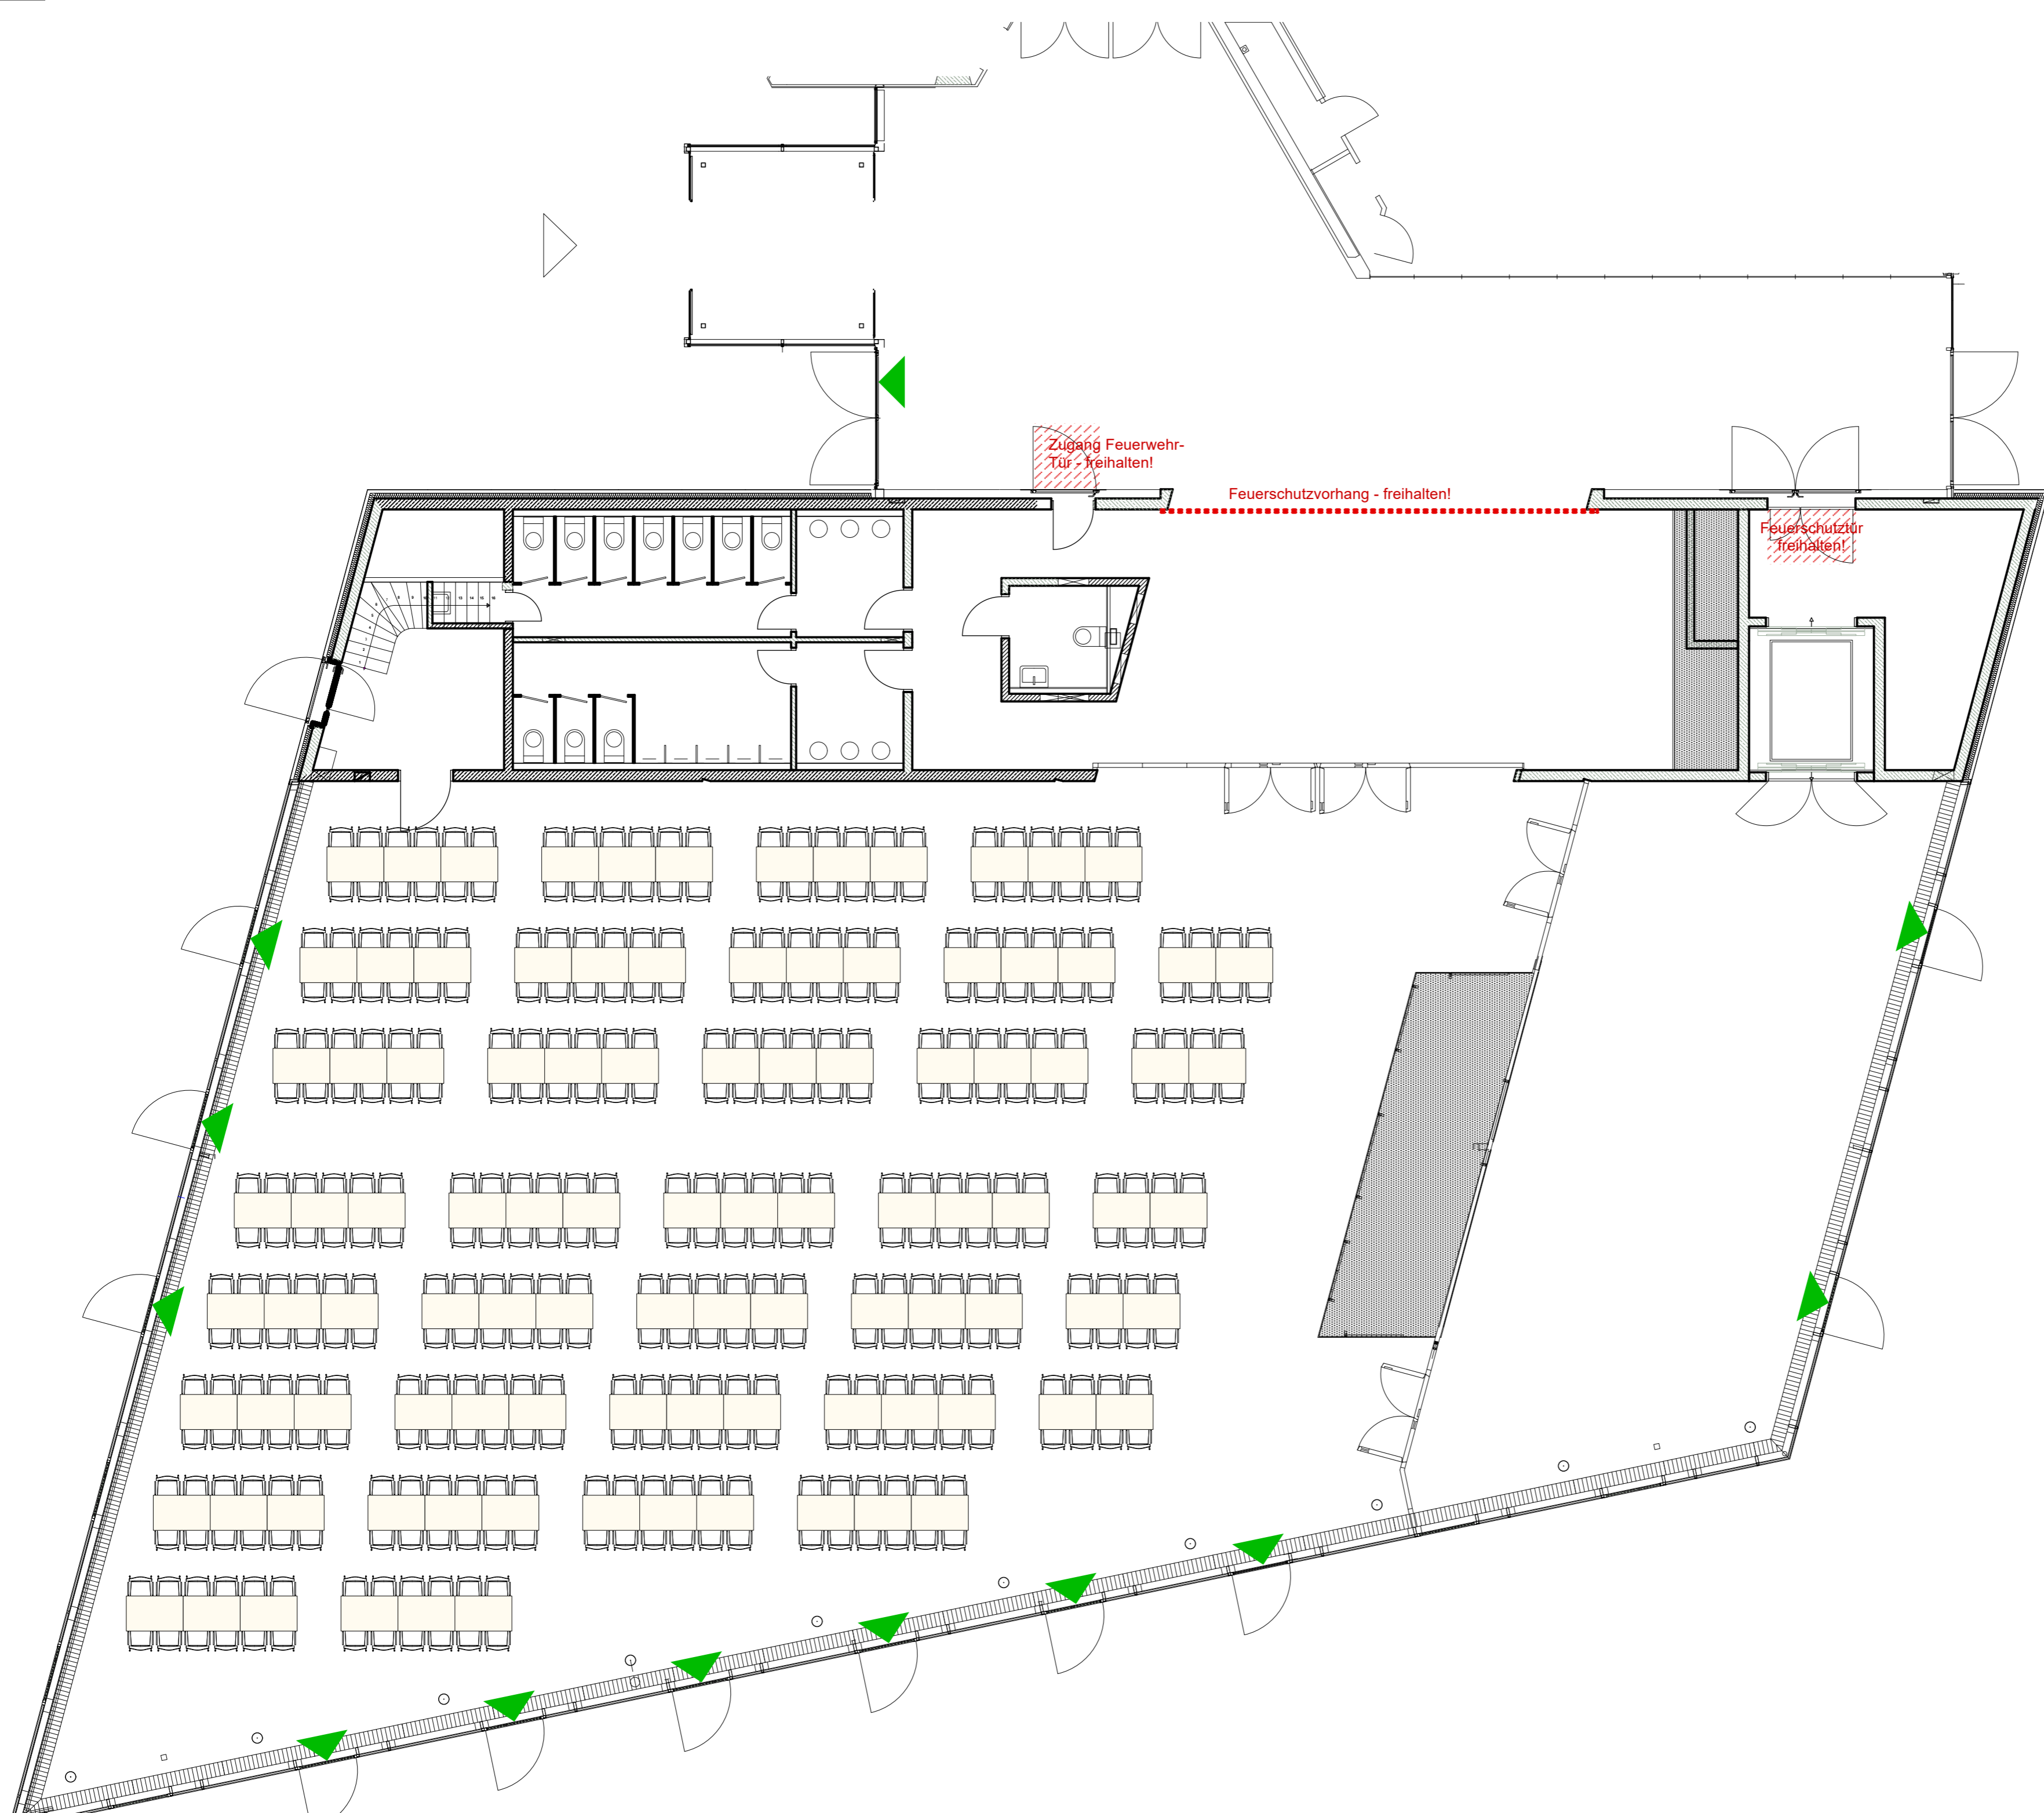 Zugang Feuerwehr-
Tür - freihalten!
Feuerschutzvorhang - freihalten!
Feuerschutztür
freihalten!